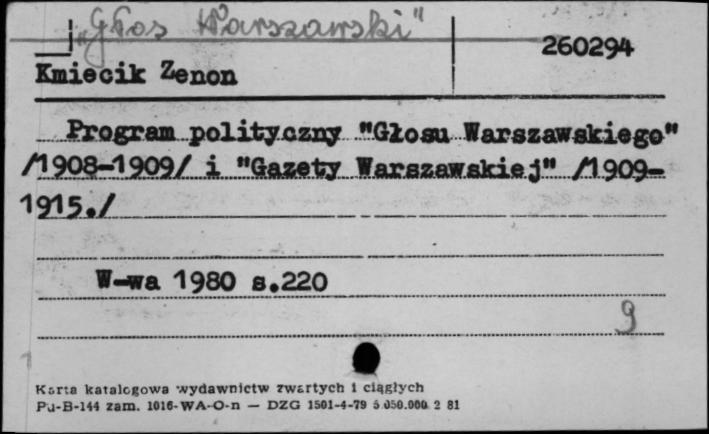 "Głos Warszawski"
260294
Kmiecik Zenon
Program polityczny "Głosu Warszawskiego"
/1908-1909/ i "Gazety Warszawskiej" /1909-
1915./
W-wa 1980 s.220
9
Karta katalogowa wydawnictw zwartych i ciągłych
Pu-B-144 zam. 1016-WA-O-n — DZG 1501-4-79 5.050.000 2 81